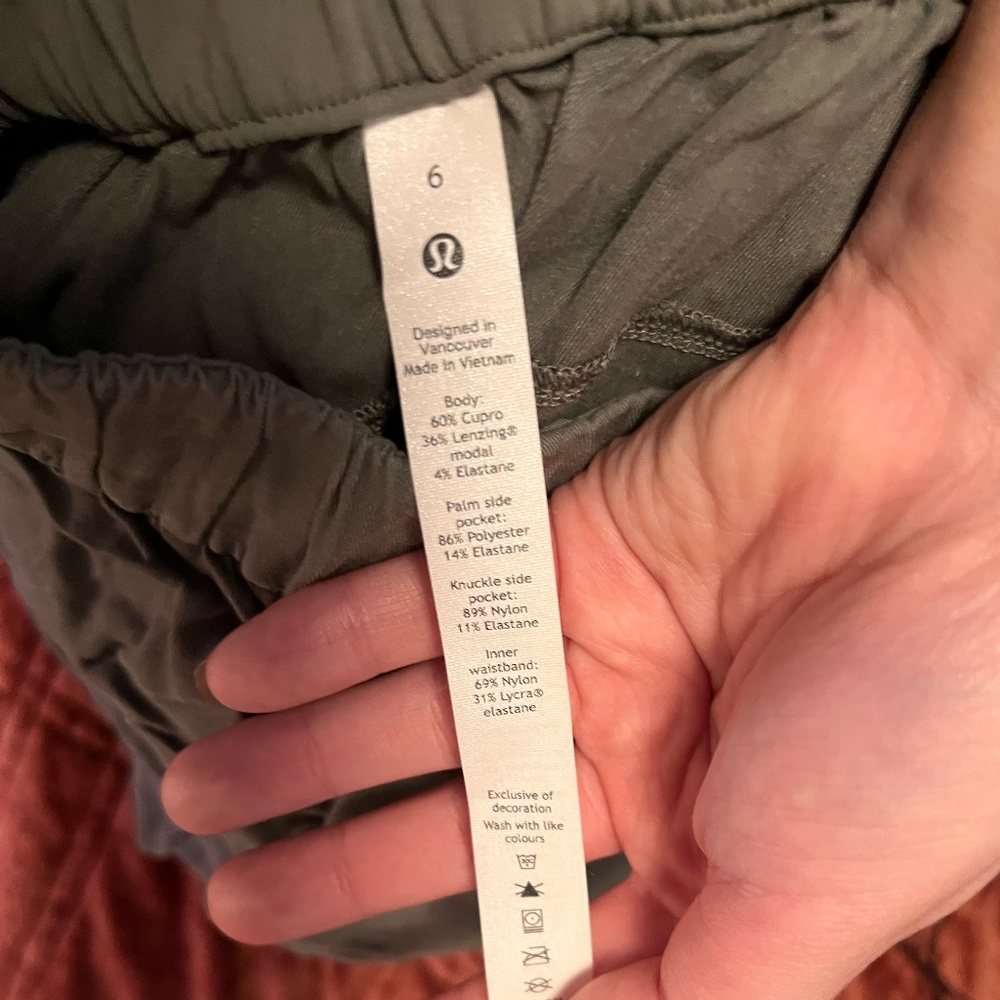 6
Designed in
Vancouver
Made in Vietnam
Body:
60% Cupro
36% Lenzing®
modal
4% Elastane
Palm side
pocket:
86% Polyester
14% Elastane
Knuckle side
pocket:
89% Nylon
11% Elastane
Inner
waistband:
69% Nylon
31% Lycra®
elastane
Exclusive of
decoration
Wash with like
colours
30C